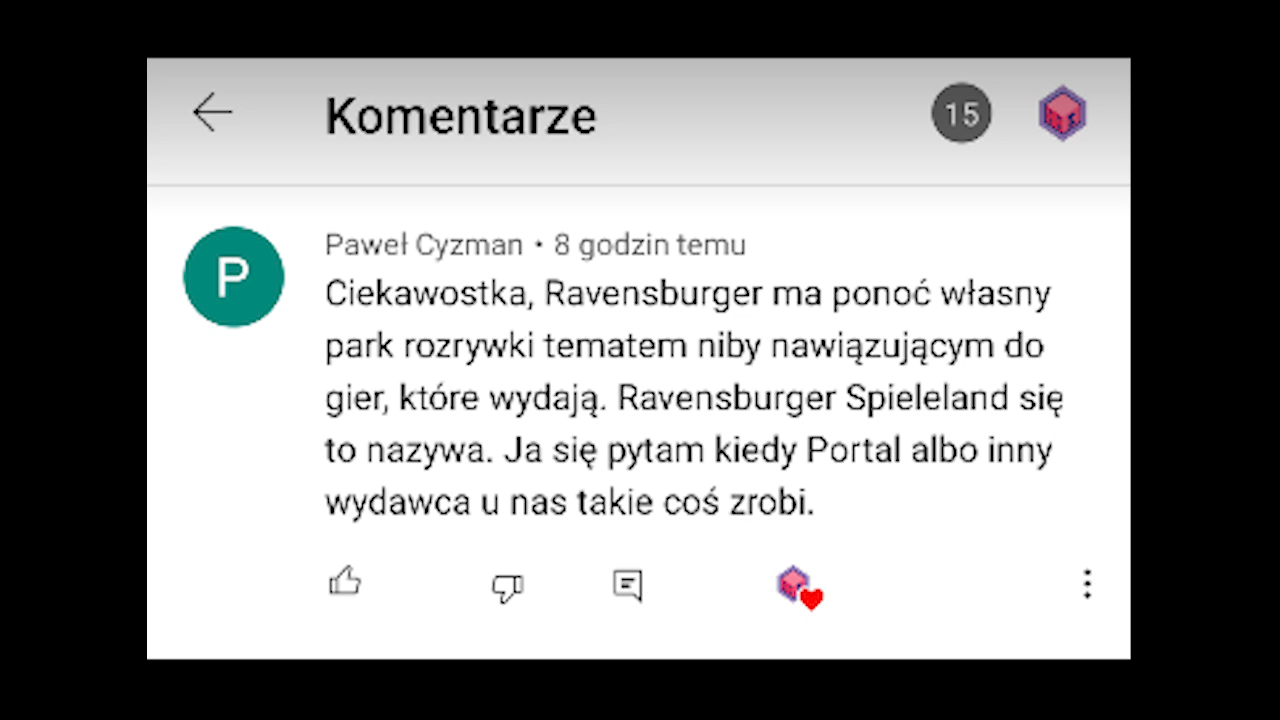 Komentarze
15
P
Paweł Cyzman • 8 godzin temu
Ciekawostka, Ravensburger ma ponoć własny
park rozrywki tematem niby nawiązującym do
gier, które wydają. Ravensburger Spieleland się
to nazywa. Ja się pytam kiedy Portal albo inny
wydawca u nas takie coś zrobi.